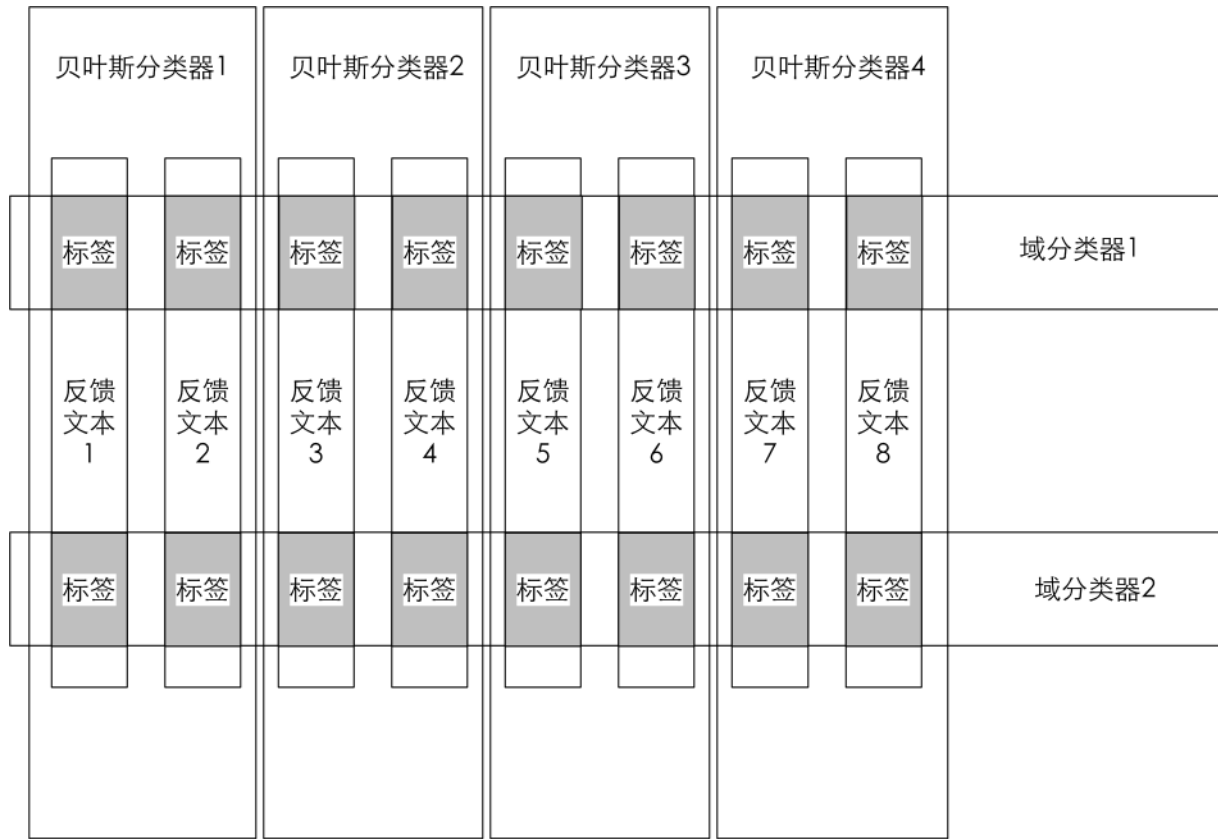 贝叶斯分类器1 贝叶斯分类器2 贝叶斯分类器3 贝叶斯分类器4
标签 标签 标签 标签 标签 标签 标签 标签 域分类器1
反馈 反馈 反馈 反馈 反馈 反馈 反馈 反馈
文本 文本 文本 文本 文本 文本 文本 文本
1 2 3 4 5 6 7 8
标签 标签 标签 标签 标签 标签 标签 标签 域分类器2